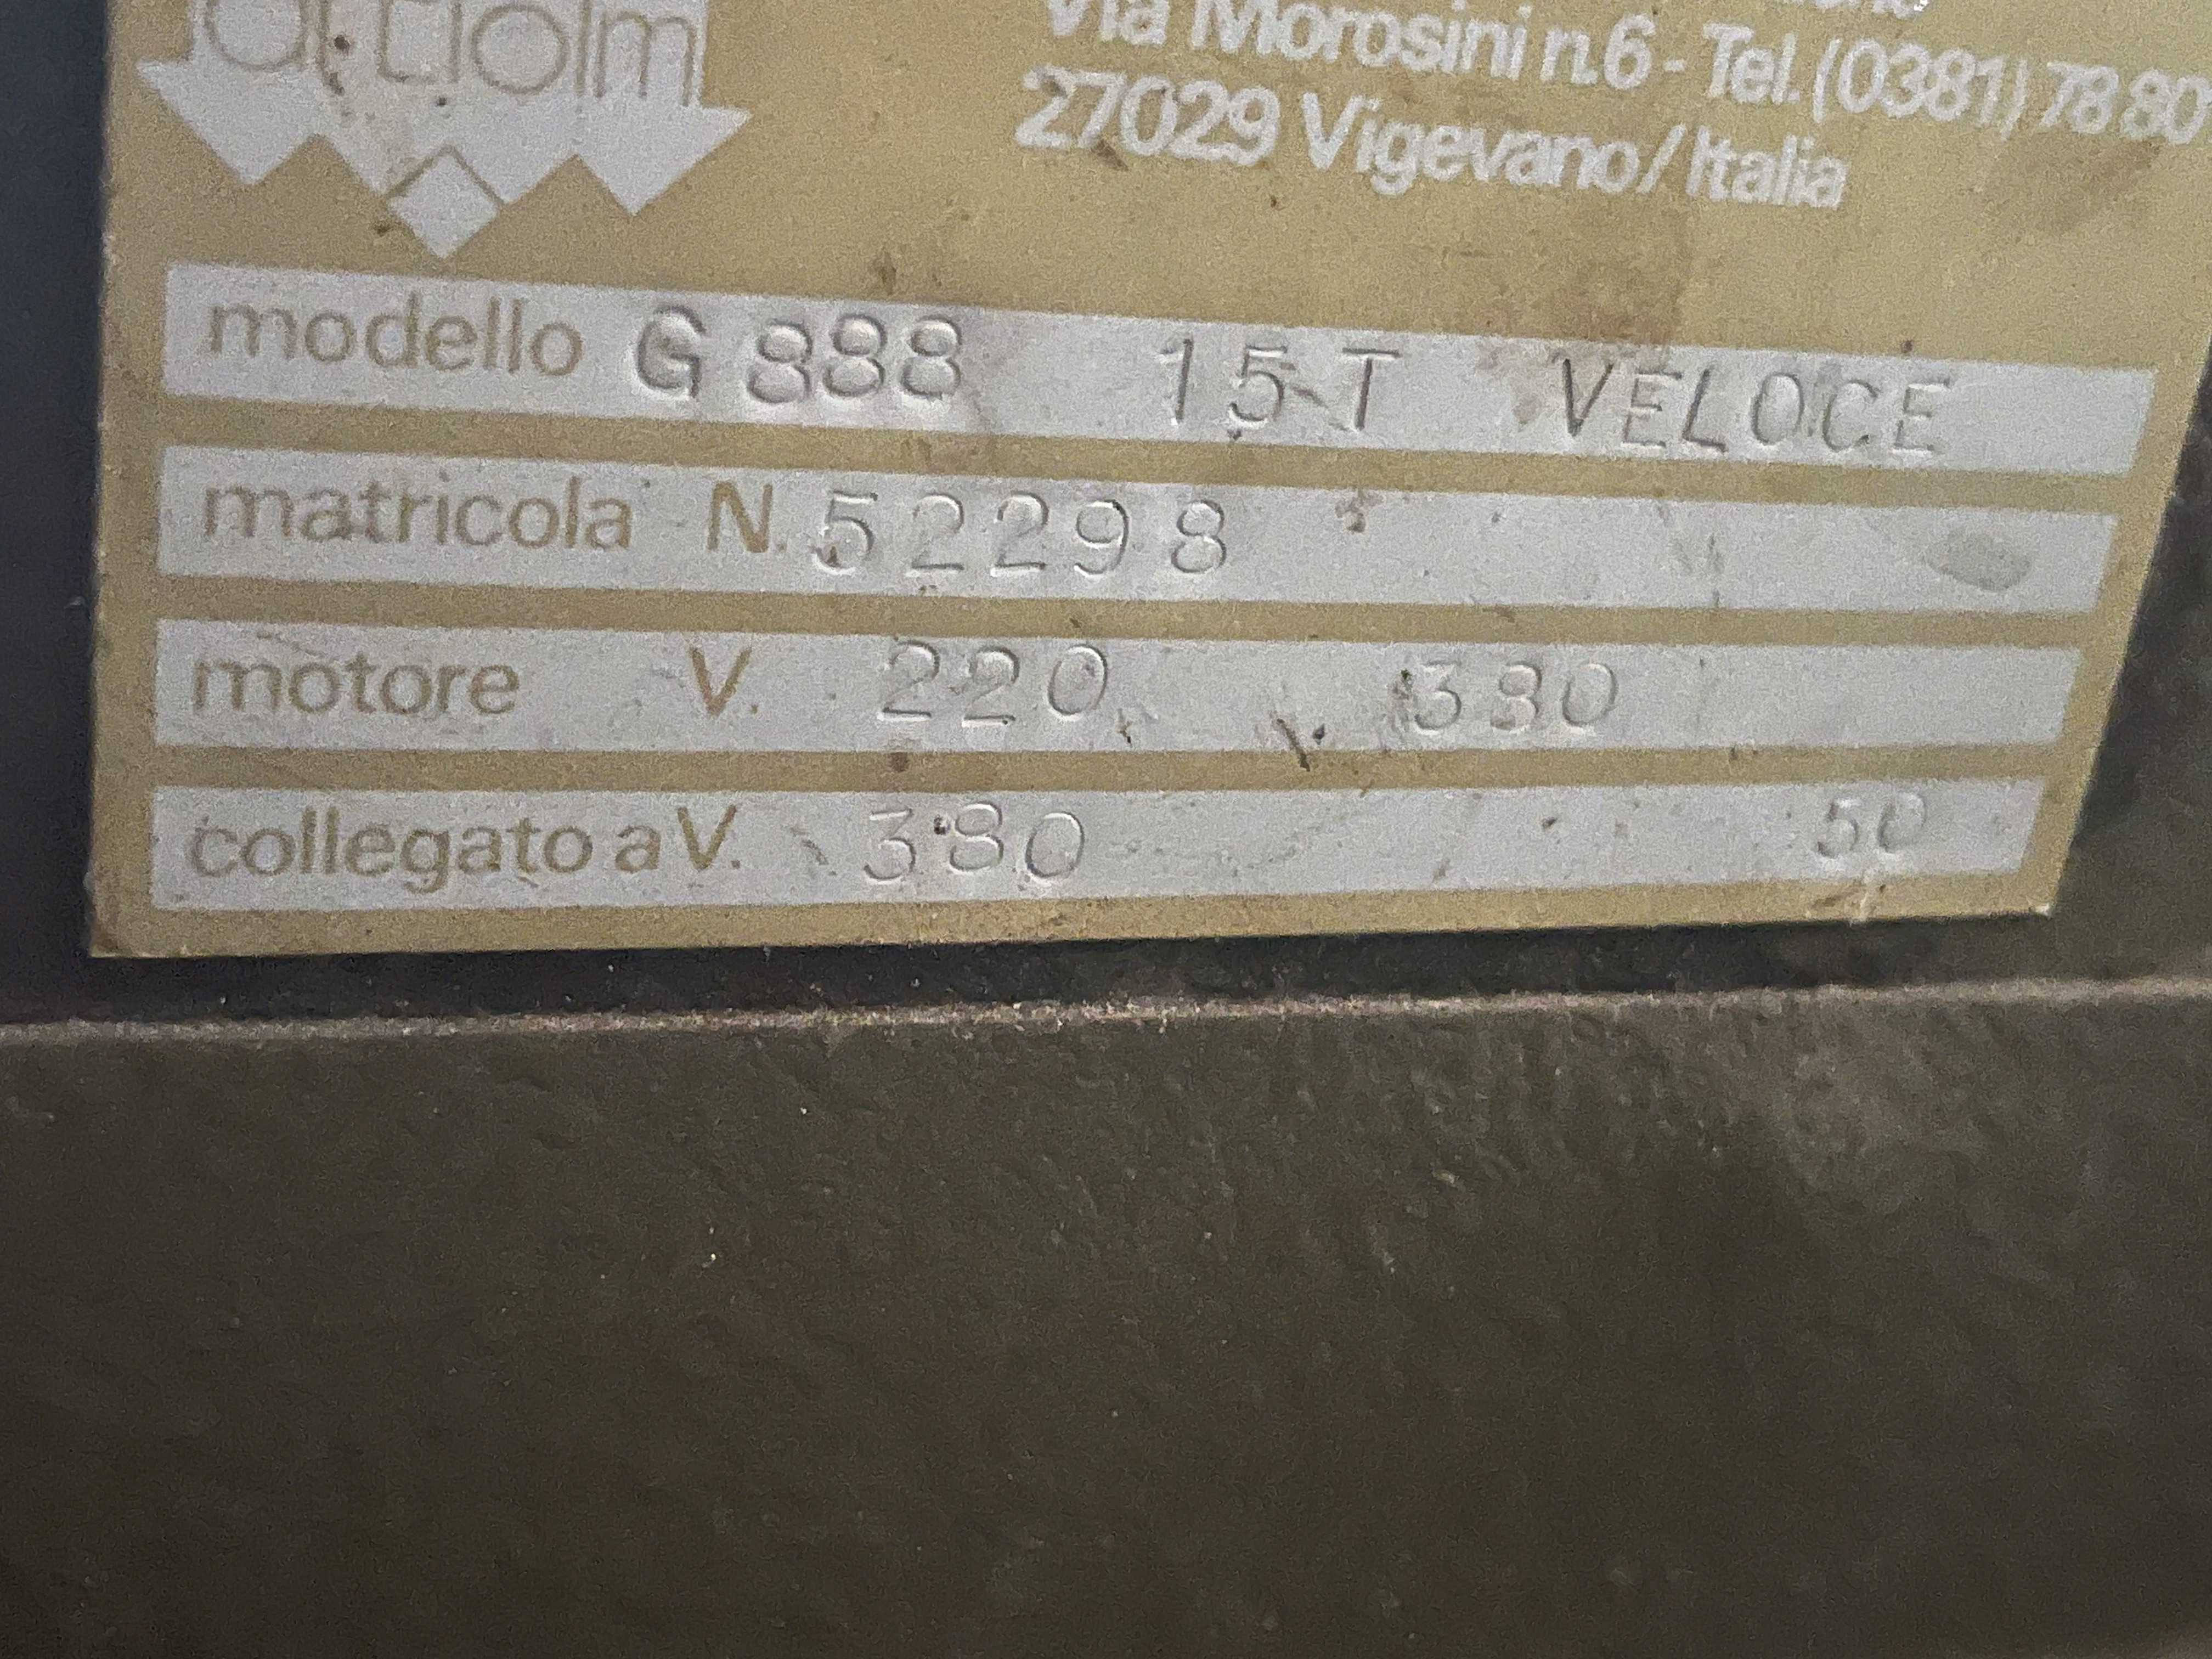 Via Morosini n.6 - Tel. (0381) 78 80
27029 Vigevano / Italia
modello G 888 15 T VELOCE
matricola N. 52298
motore V. 220 380
collegato a V. 380 50